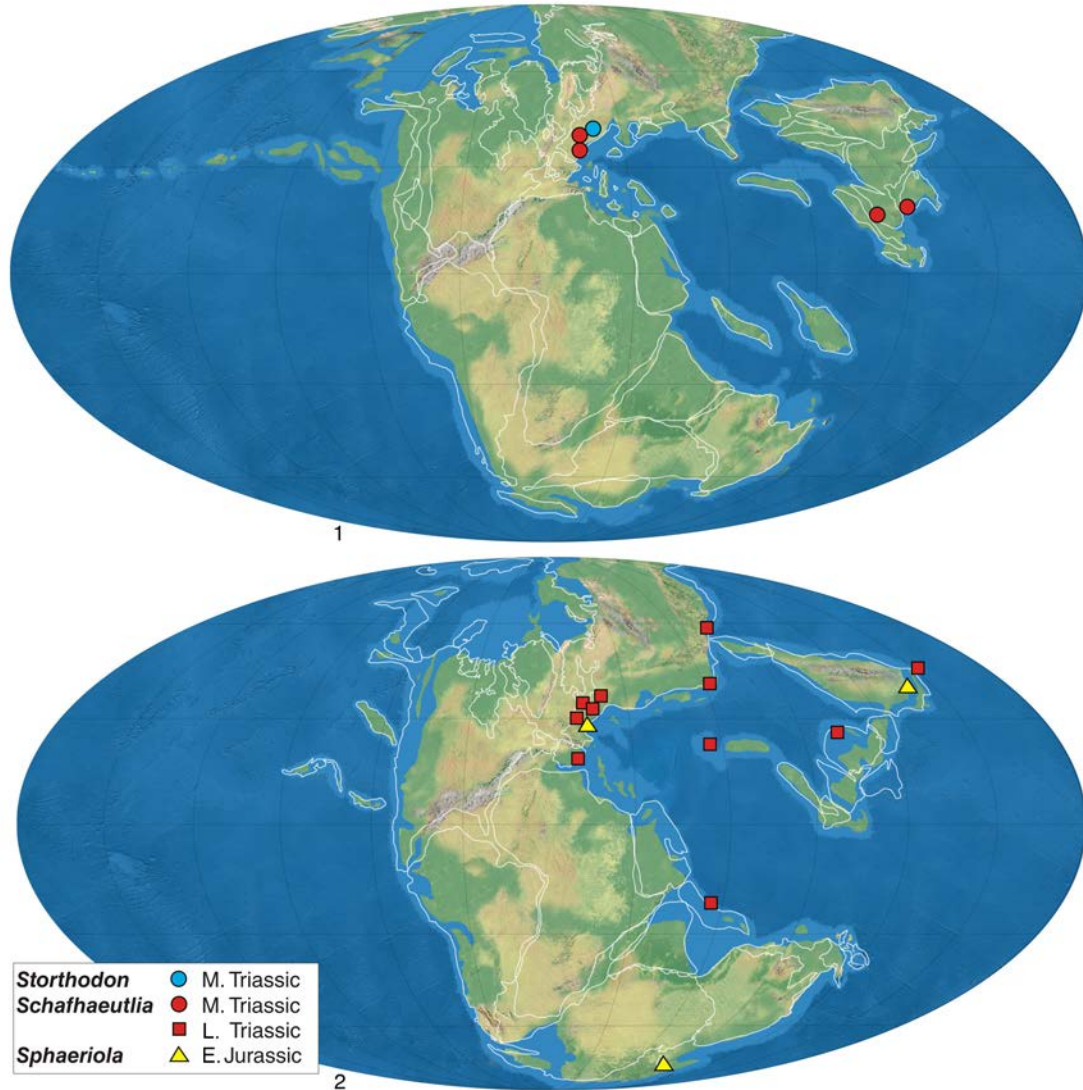 1
Storthodon M. Triassic
Schafhaeutlia M. Triassic
L. Triassic
Sphaeriola E. Jurassic
2